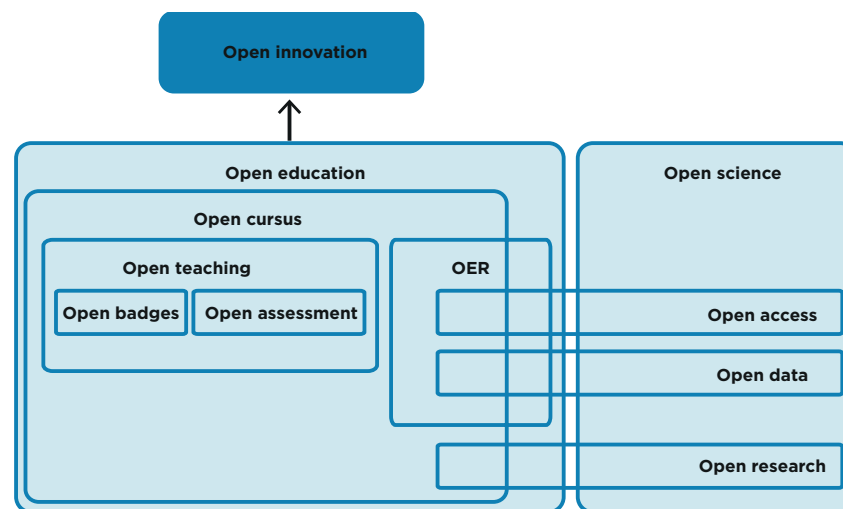 Open innovation
Open education
Open science
Open cursus
Open teaching
OER
Open badges
Open assessment
Open access
Open data
Open research